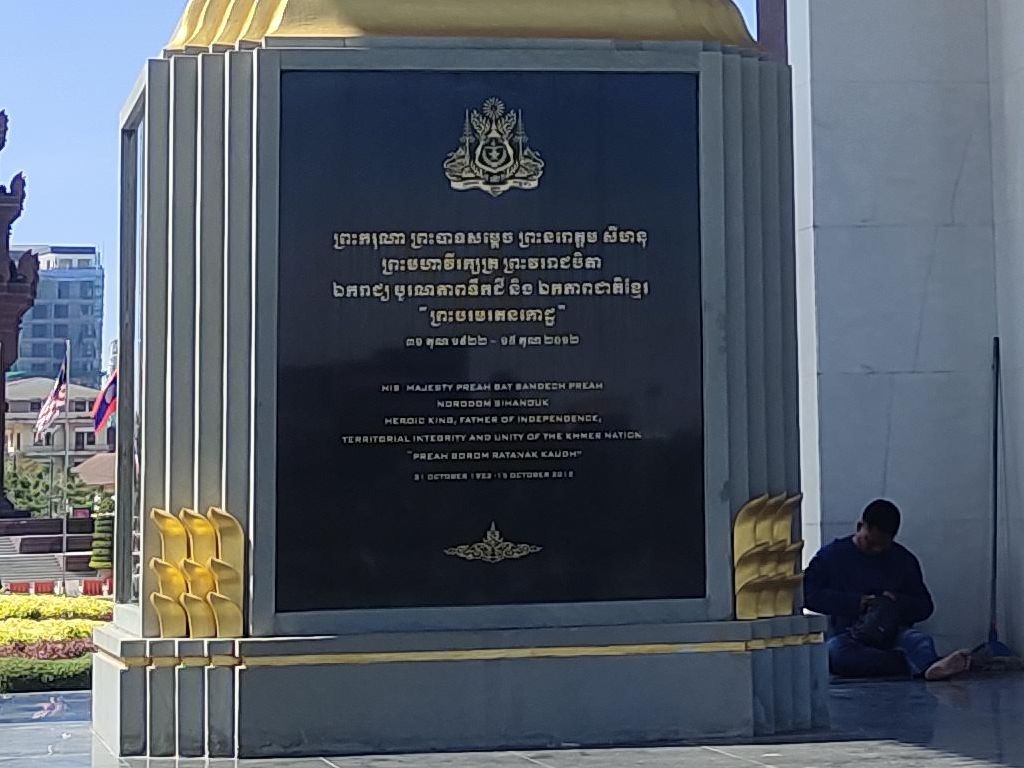 ព្រះករុណា ព្រះបាទសម្តេច ព្រះនរោត្តម សីហនុ
ព្រះមហាវីរក្សត្រ ព្រះវររាជបិតា
ឯករាជ្យ បូរណភាពទឹកដី និង ឯកភាពជាតិខ្មែរ
"ព្រះបរមរតនកោដ្ឋ"
៣១ តុលា ១៩២២ - ១៥ តុលា ២០១២
HIS MAJESTY PREAH BAT SAMDECH PREAH
NORODOM SIHANOUK
HEROIC KING, FATHER OF INDEPENDENCE,
TERRITORIAL INTEGRITY AND UNITY OF THE KHMER NATION
"PREAH BOROM RATANAK KAUDH"
31 OCTOBER 1922 - 15 OCTOBER 2012